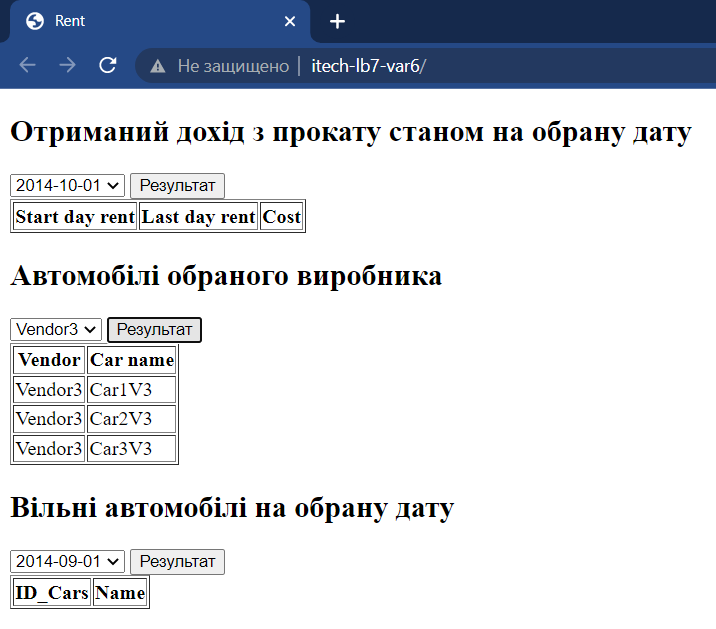 Rent
Не защищено | itech-lb7-var6/
Отриманий дохід з прокату станом на обрану дату
2014-10-01 Результат
Start day rent Last day rent Cost
Автомобілі обраного виробника
Vendor3 Результат
Vendor Car name
Vendor3 Car1V3
Vendor3 Car2V3
Vendor3 Car3V3
Вільні автомобілі на обрану дату
2014-09-01 Результат
ID_Cars Name